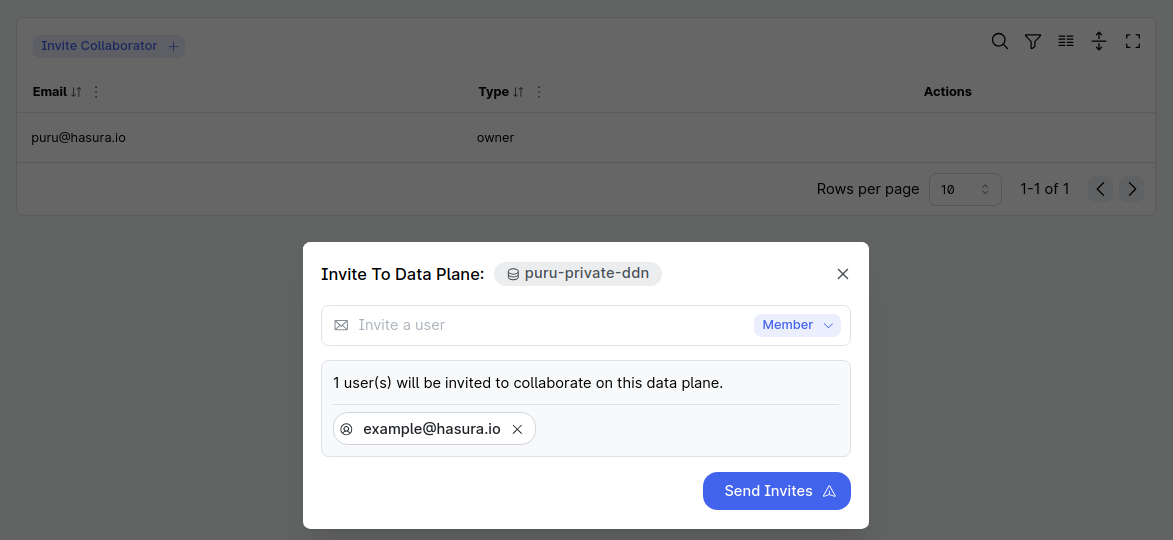 Invite Collaborator +
Email Type Actions
puru@hasura.io owner
Rows per page 10 1-1 of 1
Invite To Data Plane: puru-private-ddn
Invite a user Member
1 user(s) will be invited to collaborate on this data plane.
example@hasura.io
Send Invites